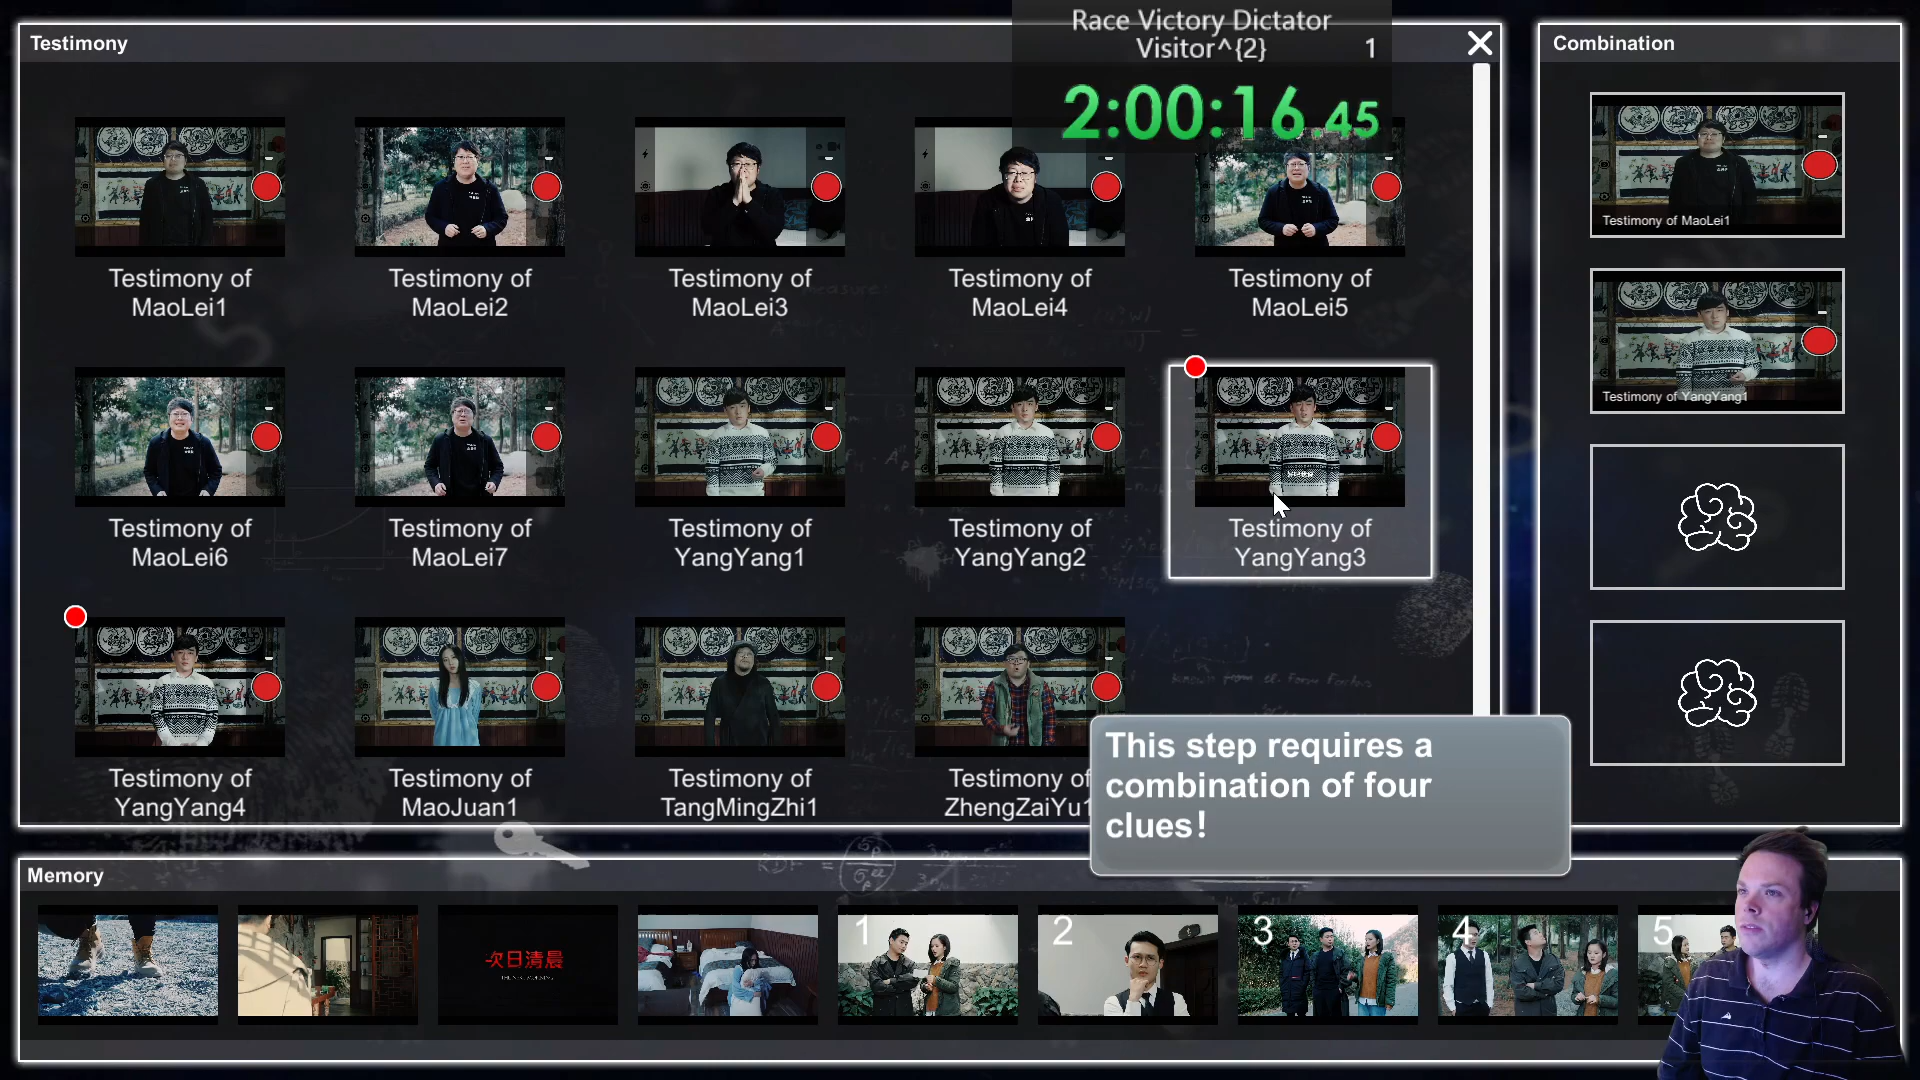 Race Victory Dictator
Visitor^{2} 1
2:00:16.45
Testimony
Combination
Testimony of
MaoLei1
Testimony of
MaoLei2
Testimony of
MaoLei3
Testimony of
MaoLei4
Testimony of
MaoLei5
Testimony of
MaoLei6
Testimony of
MaoLei7
Testimony of
YangYang1
Testimony of
YangYang2
Testimony of
YangYang3
Testimony of
YangYang4
Testimony of
MaoJuan1
Testimony of
TangMingZhi1
Testimony of
ZhengZaiYu1
Testimony of MaoLei1
Testimony of YangYang1
This step requires a
combination of four
clues!
Memory
次日清晨
1
2
3
4
5